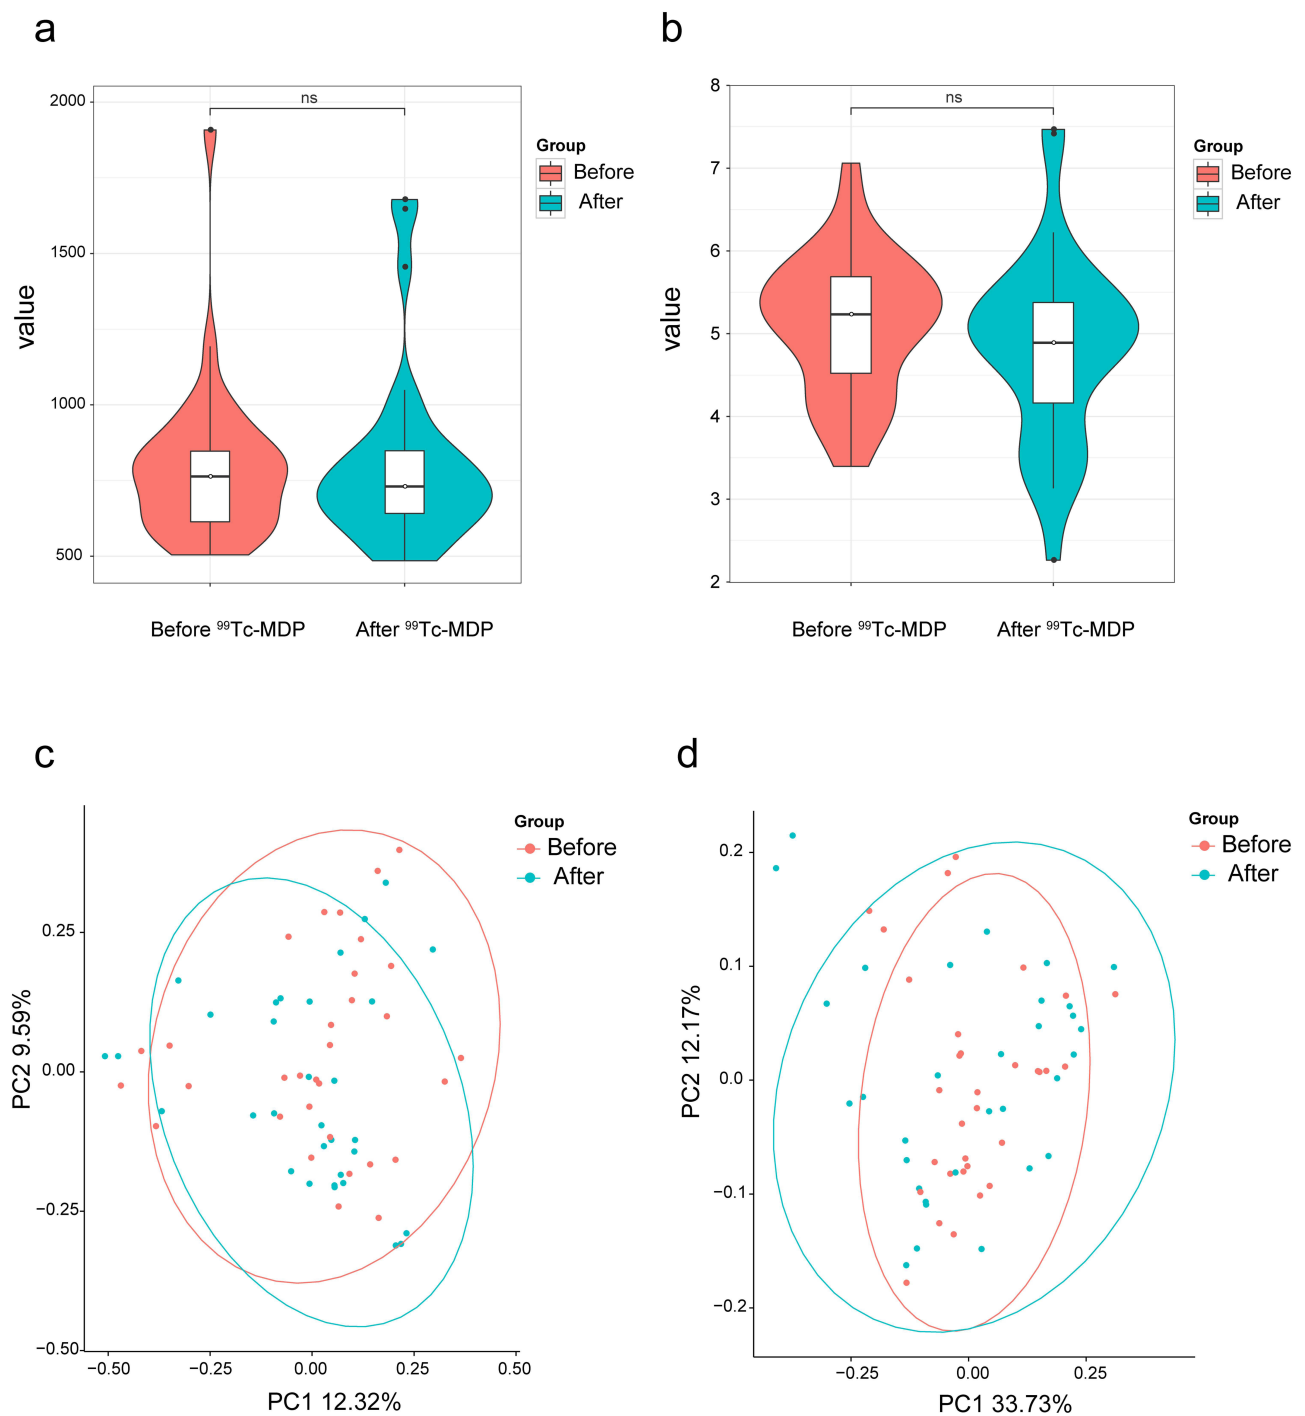 a
2000
1500
1000
500
value
ns
Group
Before
After
Before ⁹⁹Tc-MDP
After ⁹⁹Tc-MDP
b
8
7
6
5
4
3
2
value
ns
Group
Before
After
Before ⁹⁹Tc-MDP
After ⁹⁹Tc-MDP
c
0.25
0.00
−0.25
−0.50
PC2 9.59%
Group
Before
After
−0.50
−0.25
0.00
0.25
0.50
PC1 12.32%
d
0.2
0.1
0.0
−0.1
−0.2
PC2 12.17%
Group
Before
After
−0.25
0.00
0.25
PC1 33.73%